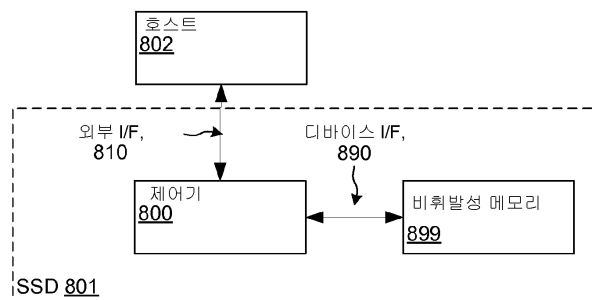 호스트
802
외부 I/F,
810
디바이스 I/F,
890
제어기
800
비휘발성 메모리
899
SSD 801